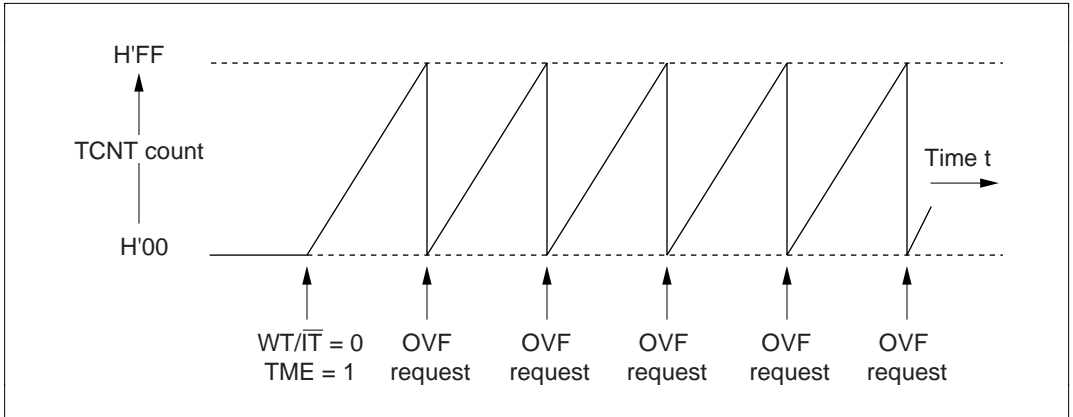 H'FF
TCNT count
Time t
H'00
WT/I̅T̅ = 0
TME = 1
OVF
request
OVF
request
OVF
request
OVF
request
OVF
request